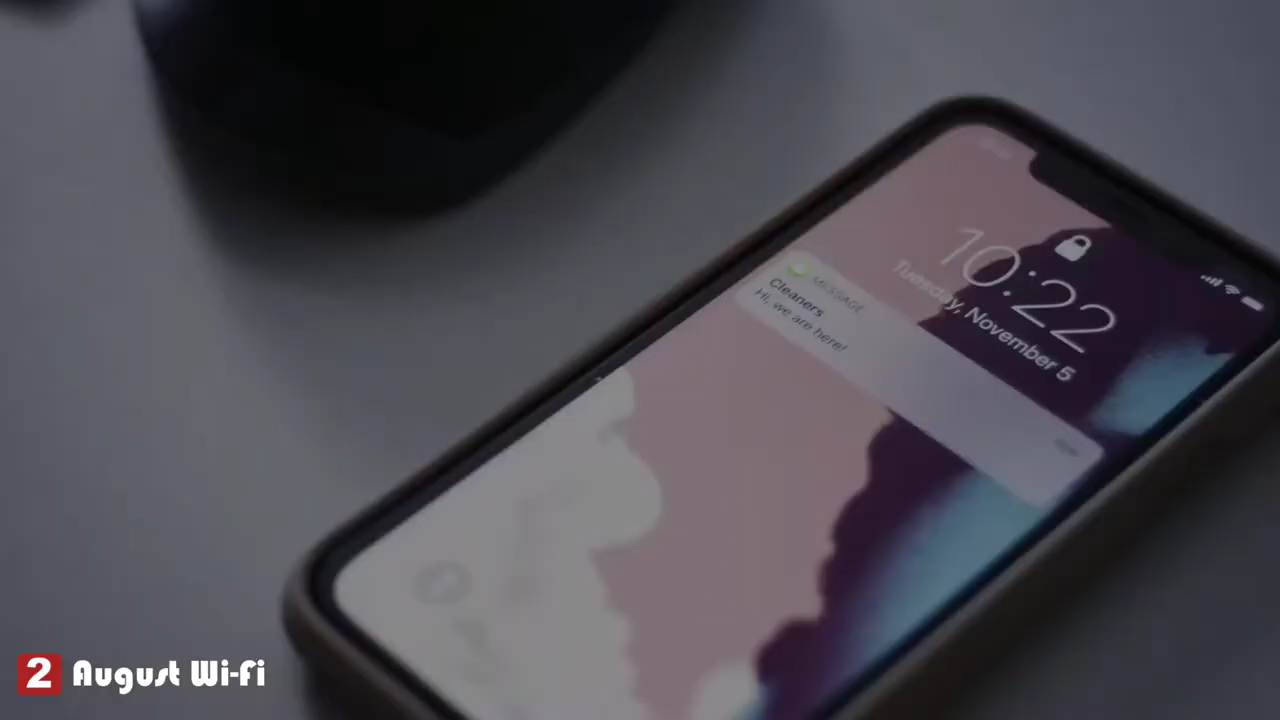 10:22
Tuesday, November 5
MESSAGE
Cleaners
Hi, we are here!
2 August Wi-Fi